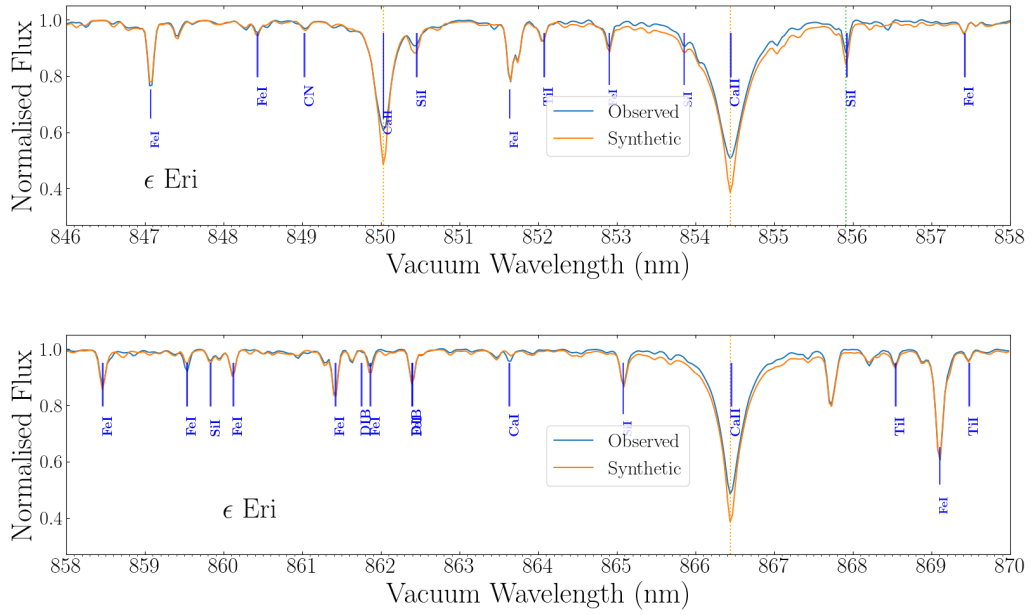 Normalised Flux
1.0
0.8
0.6
0.4
FeI
FeI
CN
CaII
SiI
FeI
TiI
FeI
SiI
CaII
SiI
FeI
Observed
Synthetic
ϵ Eri
846 847 848 849 850 851 852 853 854 855 856 857 858
Vacuum Wavelength (nm)
Normalised Flux
1.0
0.8
0.6
0.4
FeI
FeI
SiI
FeI
FeI
DIB
FeI
DIB
CaI
SiI
CaII
TiI
FeI
TiI
Observed
Synthetic
ϵ Eri
858 859 860 861 862 863 864 865 866 867 868 869 870
Vacuum Wavelength (nm)